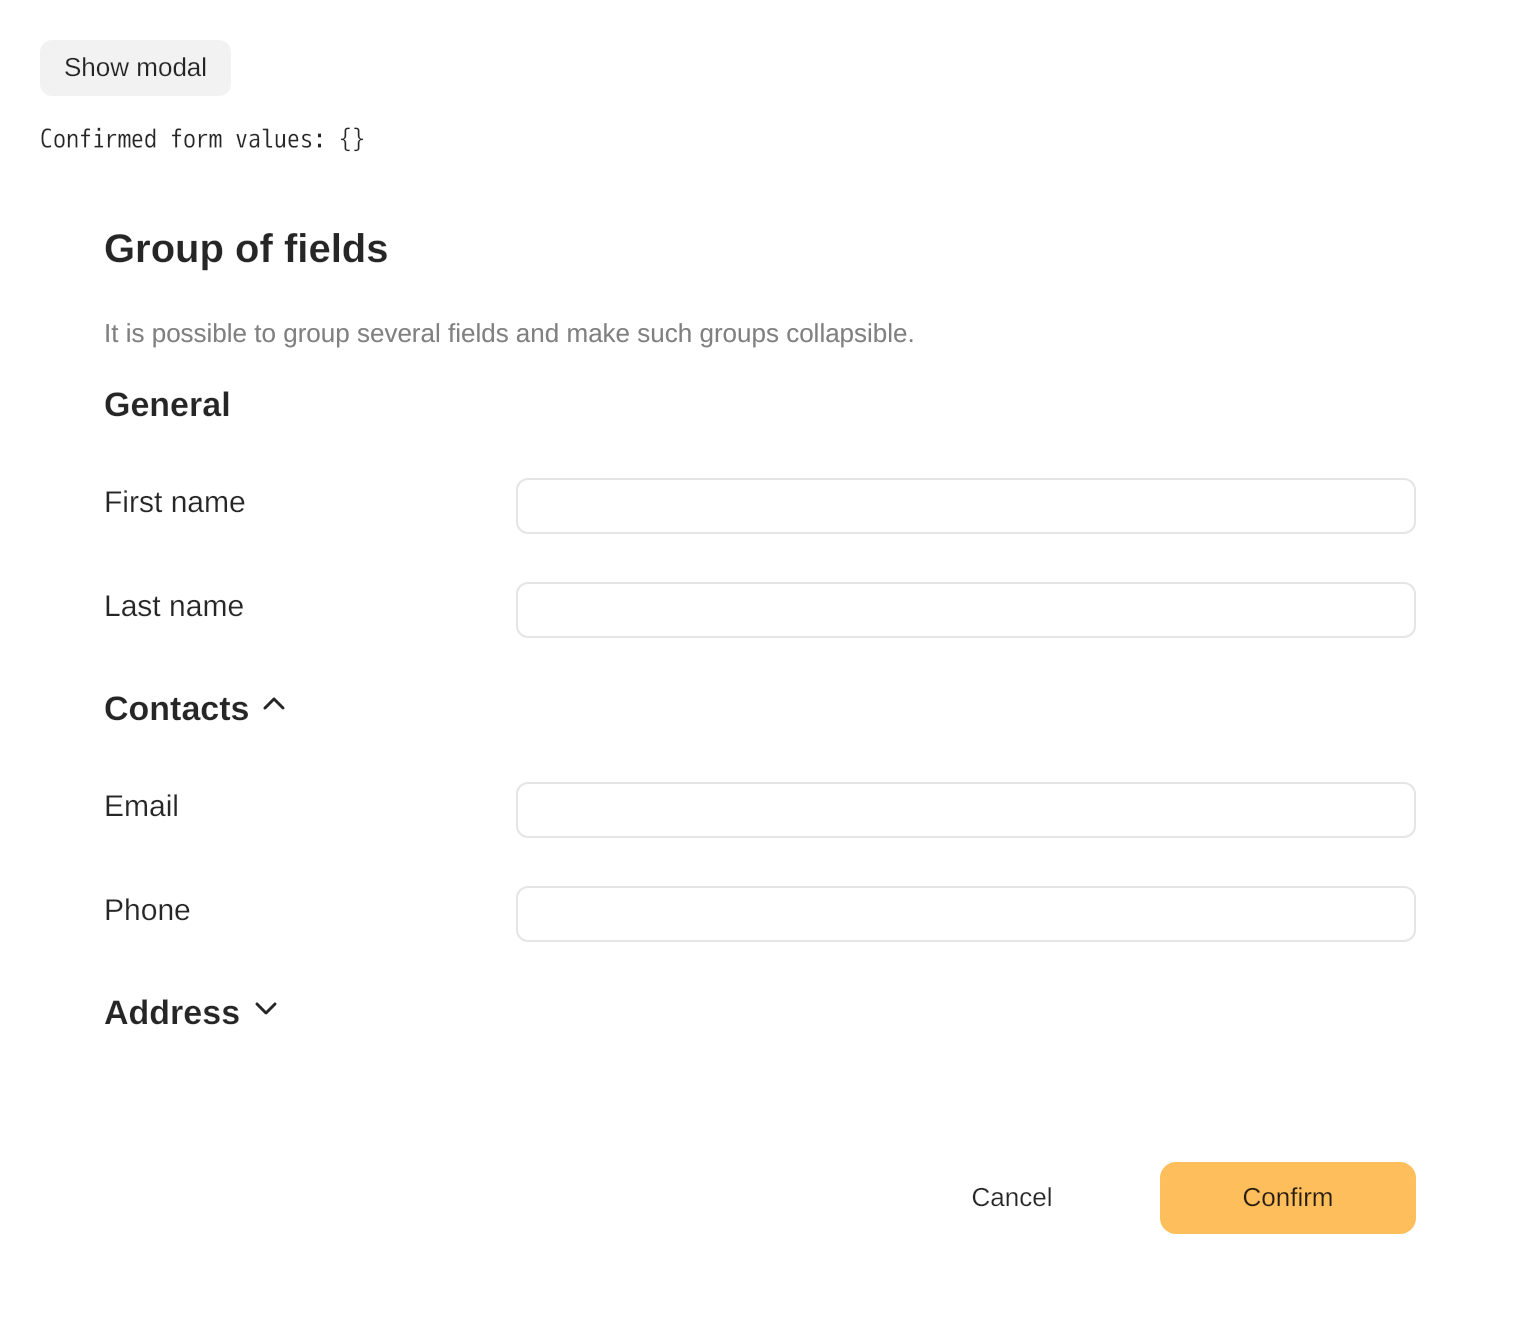 Show modal
Confirmed form values: {}
Group of fields
It is possible to group several fields and make such groups collapsible.
General
First name
Last name
Contacts
Email
Phone
Address
Cancel
Confirm